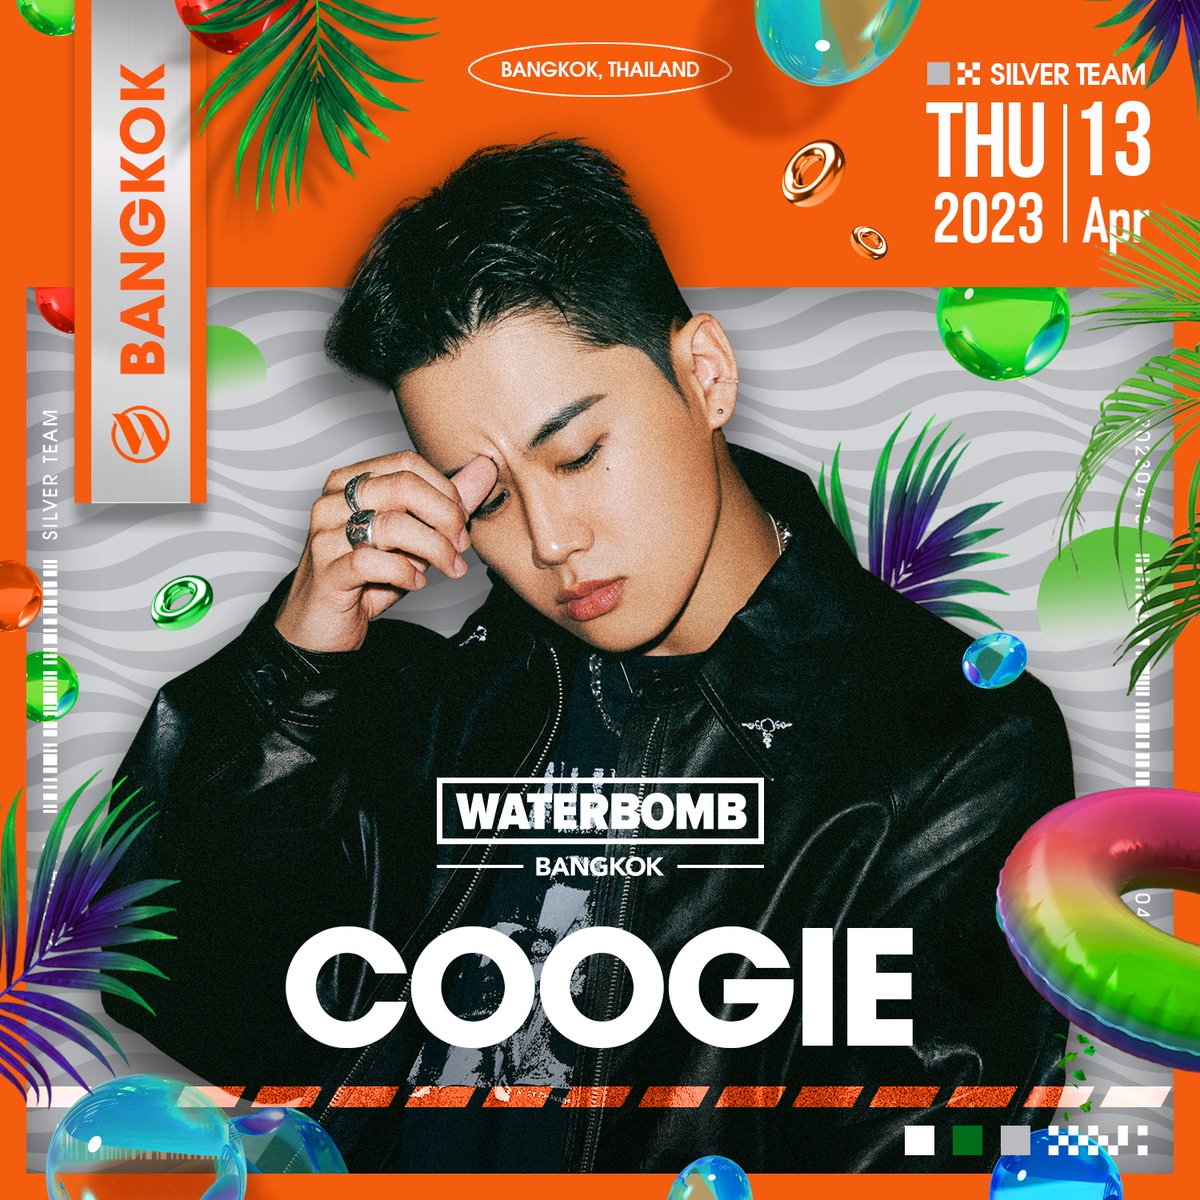 BANGKOK
BANGKOK, THAILAND
SILVER TEAM
THU 13
2023 Apr
SILVER TEAM
WATERBOMB
BANGKOK
COOGIE